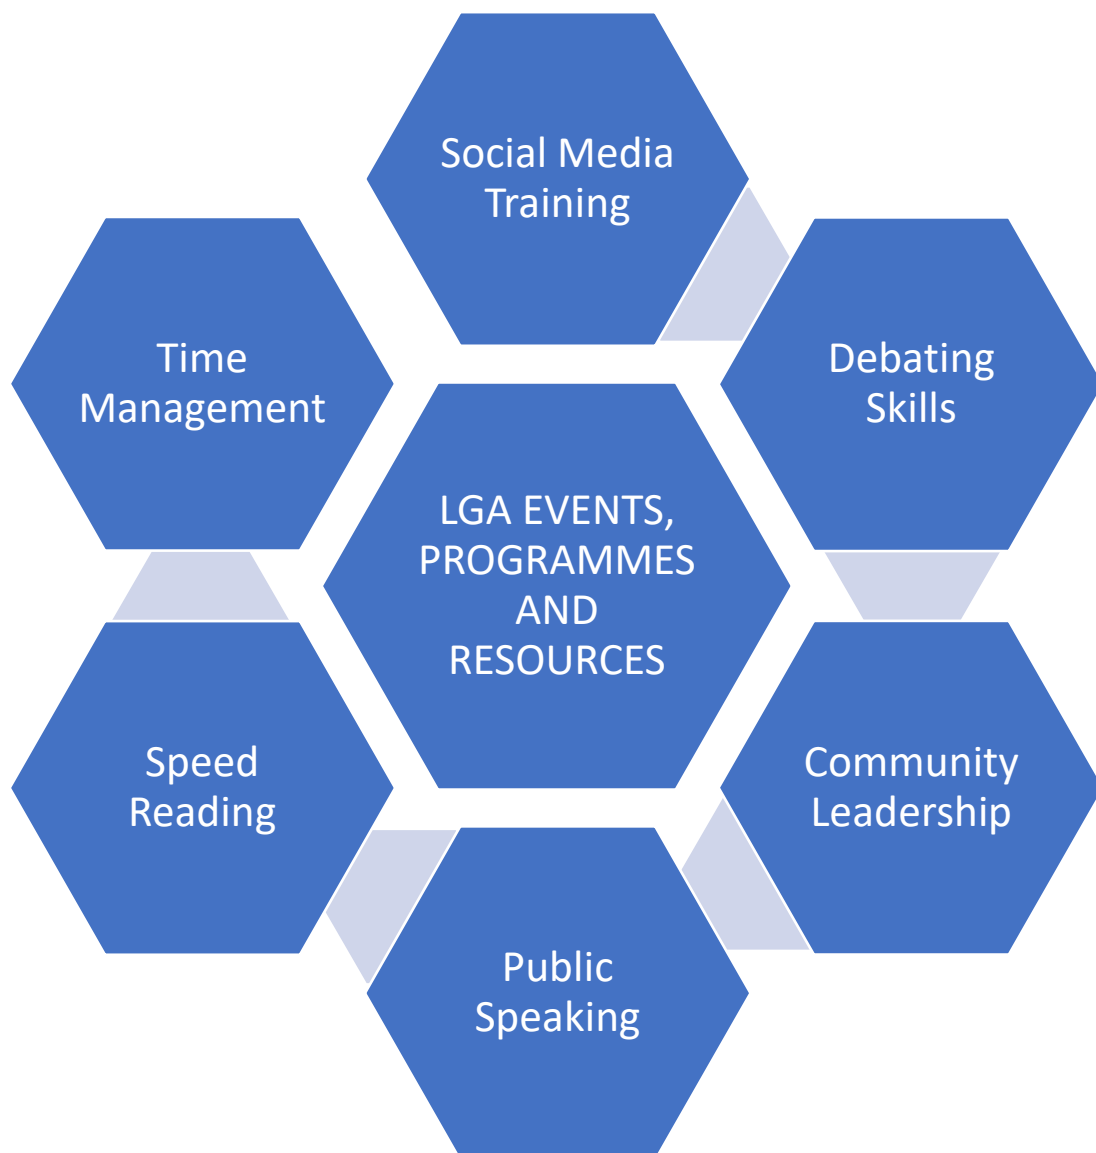 Social Media
Training
Debating
Skills
Community
Leadership
Public
Speaking
Speed
Reading
Time
Management
LGA EVENTS,
PROGRAMMES
AND
RESOURCES